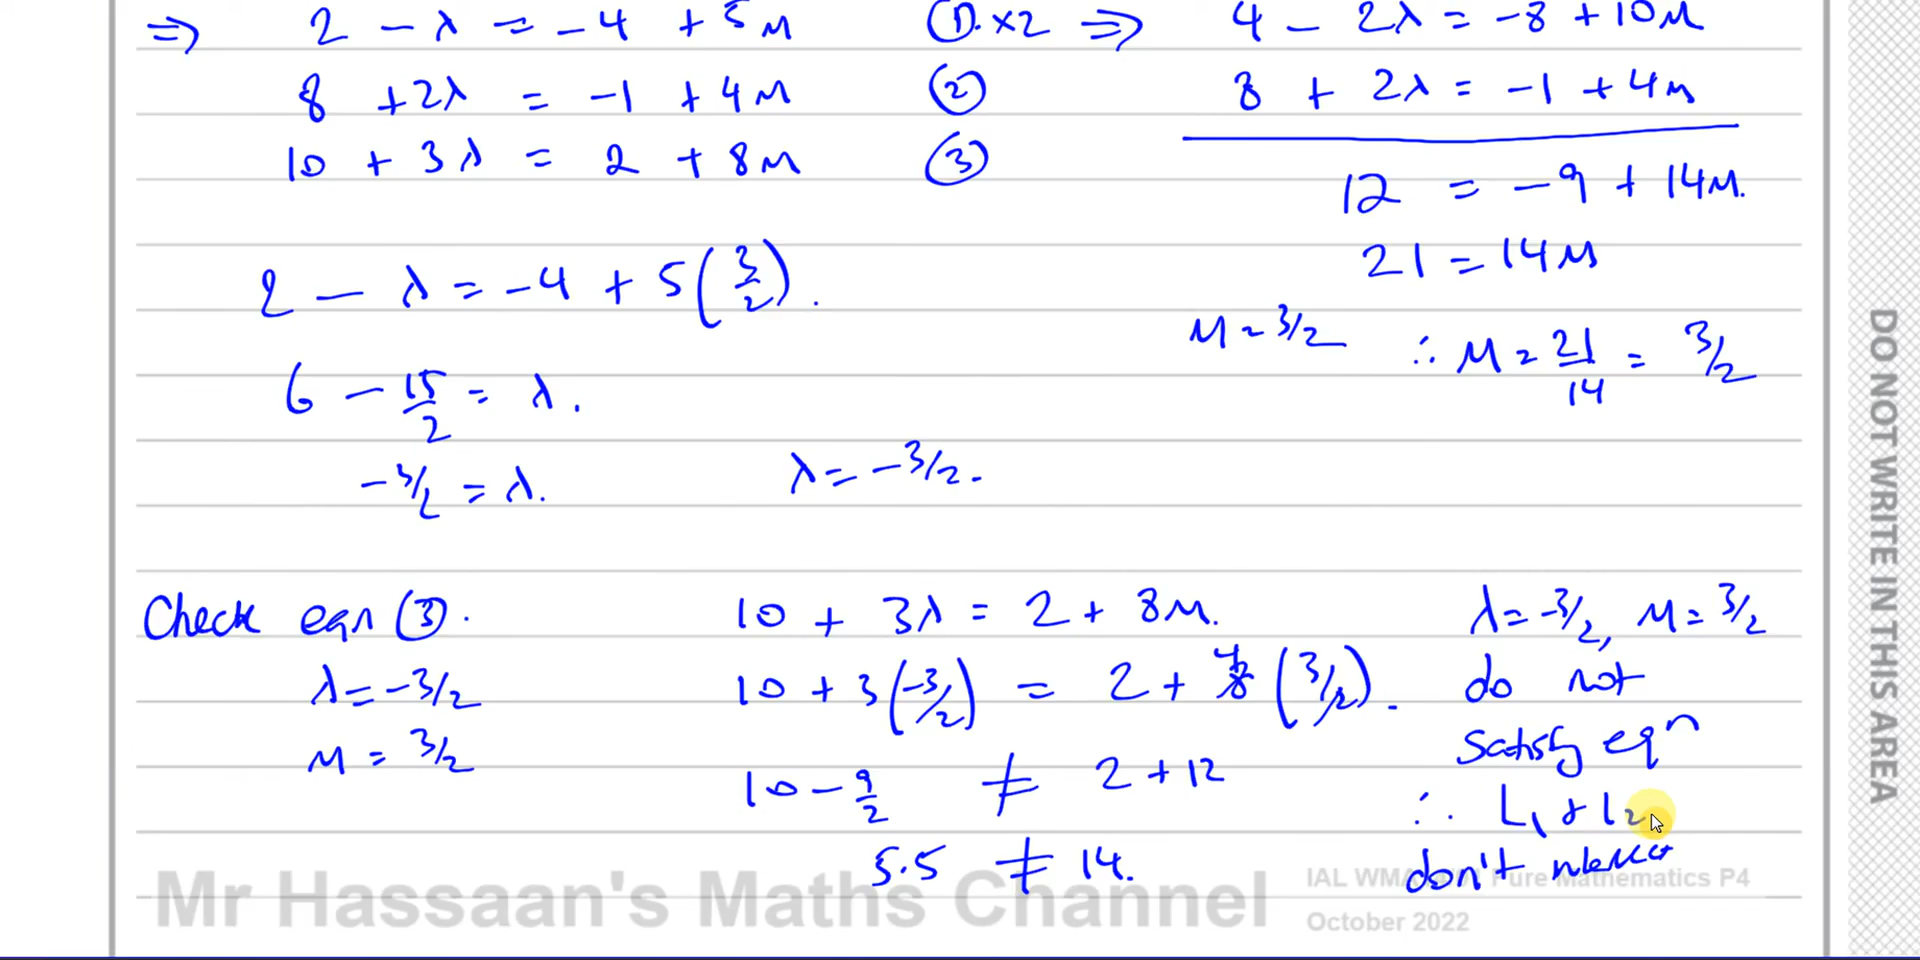 ⇒ 2 - λ = -4 + 5μ ①.×2 ⇒ 4 - 2λ = -8 + 10μ
8 + 2λ = -1 + 4μ ② 8 + 2λ = -1 + 4μ
10 + 3λ = 2 + 8μ ③
12 = -9 + 14μ.
21 = 14μ
2 - λ = -4 + 5(3/2).
μ = 3/2 ∴ μ = 21/14 = 3/2
6 - 15/2 = λ.
-3/2 = λ. λ = -3/2.
Check eqn (3). 10 + 3λ = 2 + 8μ. λ = -3/2, μ = 3/2
λ = -3/2 10 + 3(-3/2) = 2 + 8(3/2). do not
μ = 3/2 satisfy eqn
10 - 9/2 ≠ 2 + 12 ∴ L1 & L2
5.5 ≠ 14. don't
Mr Hassaan's Maths Channel
Pure Mathematics P4
October 2022
DO NOT WRITE IN THIS AREA